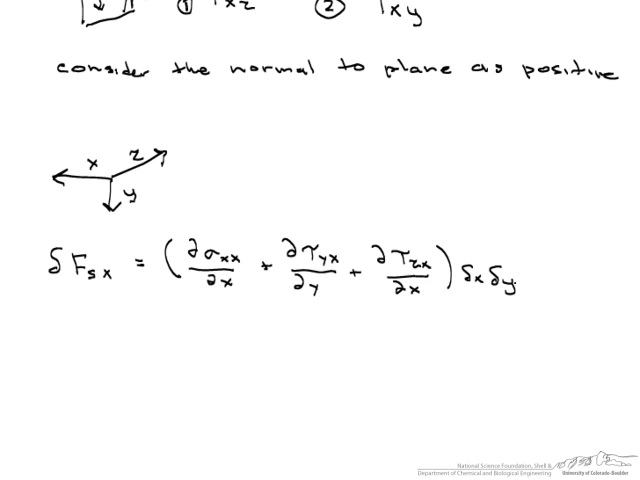 ① τxz ② τxy
consider the normal to plane as positive
x z
y
δFsx = (∂σxx/∂x + ∂τyx/∂y + ∂τzx/∂x) δx δy
National Science Foundation, Shell &
Department of Chemical and Biological Engineering
University of Colorado-Boulder